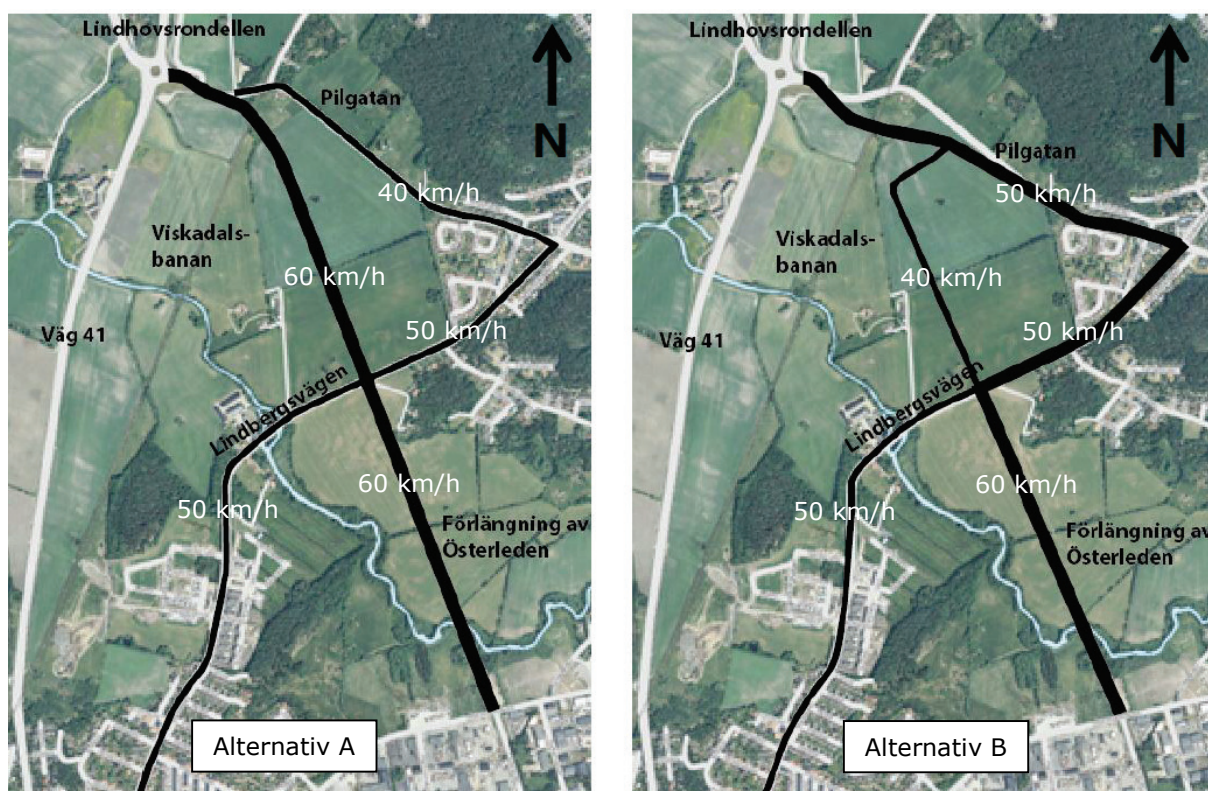 Lindhovsrondellen
Pilgatan
N
40 km/h
Viskadals-
banan
60 km/h
50 km/h
Väg 41
Lindbergsvägen
60 km/h
50 km/h
Förlängning av
Österleden
Alternativ A
Lindhovsrondellen
N
Pilgatan
50 km/h
Viskadals-
banan
40 km/h
50 km/h
Väg 41
Lindbergsvägen
60 km/h
50 km/h
Förlängning av
Österleden
Alternativ B